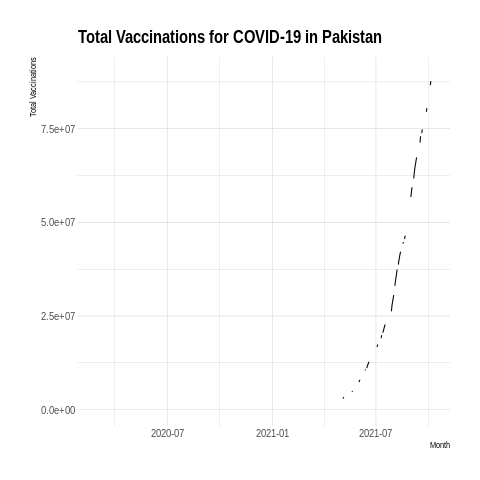 Total Vaccinations for COVID-19 in Pakistan
Total Vaccinations
7.5e+07
5.0e+07
2.5e+07
0.0e+00
2020-07 2021-01 2021-07
Month